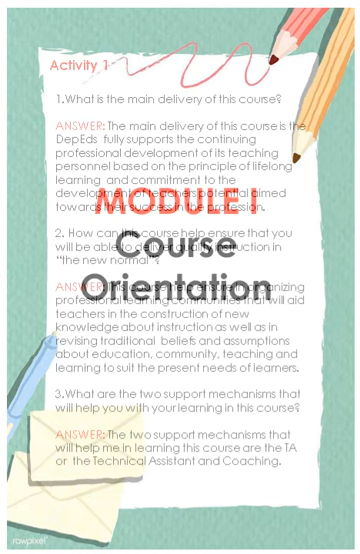 Activity 1
1.What is the main delivery of this course?
ANSWER: The main delivery of this course is the
DepEds fully supports the continuing
professional development of its teaching
personnel based on the principle of lifelong
learning and commitment to the
development of teachers potential aimed
towards their success in the profession.
MODULE I
2. How can this course help ensure that you
will be able to deliver quality instruction in
"the new normal"?
Course
Orientation
ANSWER: This course help ensure organizing
professional learning communities that will aid
teachers in the construction of new
knowledge about instruction as well as in
revising traditional beliefs and assumptions
about education, community, teaching and
learning to suit the present needs of learners.
3.What are the two support mechanisms that
will help you with your learning in this course?
ANSWER: The two support mechanisms that
will help me in learning this course are the TA
or the Technical Assistant and Coaching.
rawpixel